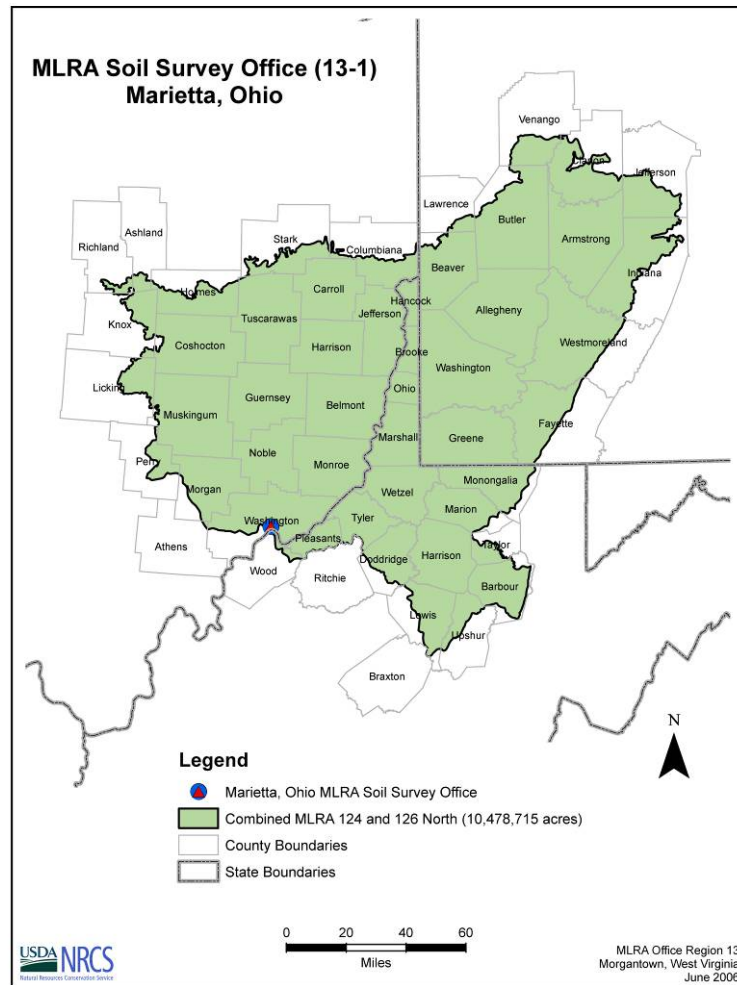 MLRA Soil Survey Office (13-1)
Marietta, Ohio
Venango
Clarion
Jefferson
Lawrence
Ashland
Richland
Stark
Columbiana
Butler
Armstrong
Beaver
Indiana
Holmes
Carroll
Hancock
Tuscarawas
Jefferson
Allegheny
Knox
Coshocton
Harrison
Brooke
Westmoreland
Washington
Licking
Ohio
Guernsey
Belmont
Muskingum
Fayette
Marshall
Greene
Noble
Perry
Monroe
Morgan
Wetzel
Monongalia
Marion
Washington
Tyler
Pleasants
Taylor
Athens
Doddridge
Harrison
Wood
Ritchie
Barbour
Lewis
Upshur
Braxton
N
Legend
Marietta, Ohio MLRA Soil Survey Office
Combined MLRA 124 and 126 North (10,478,715 acres)
County Boundaries
State Boundaries
0 20 40 60
Miles
USDA NRCS
Natural Resources Conservation Service
MLRA Office Region 13
Morgantown, West Virginia
June 2006